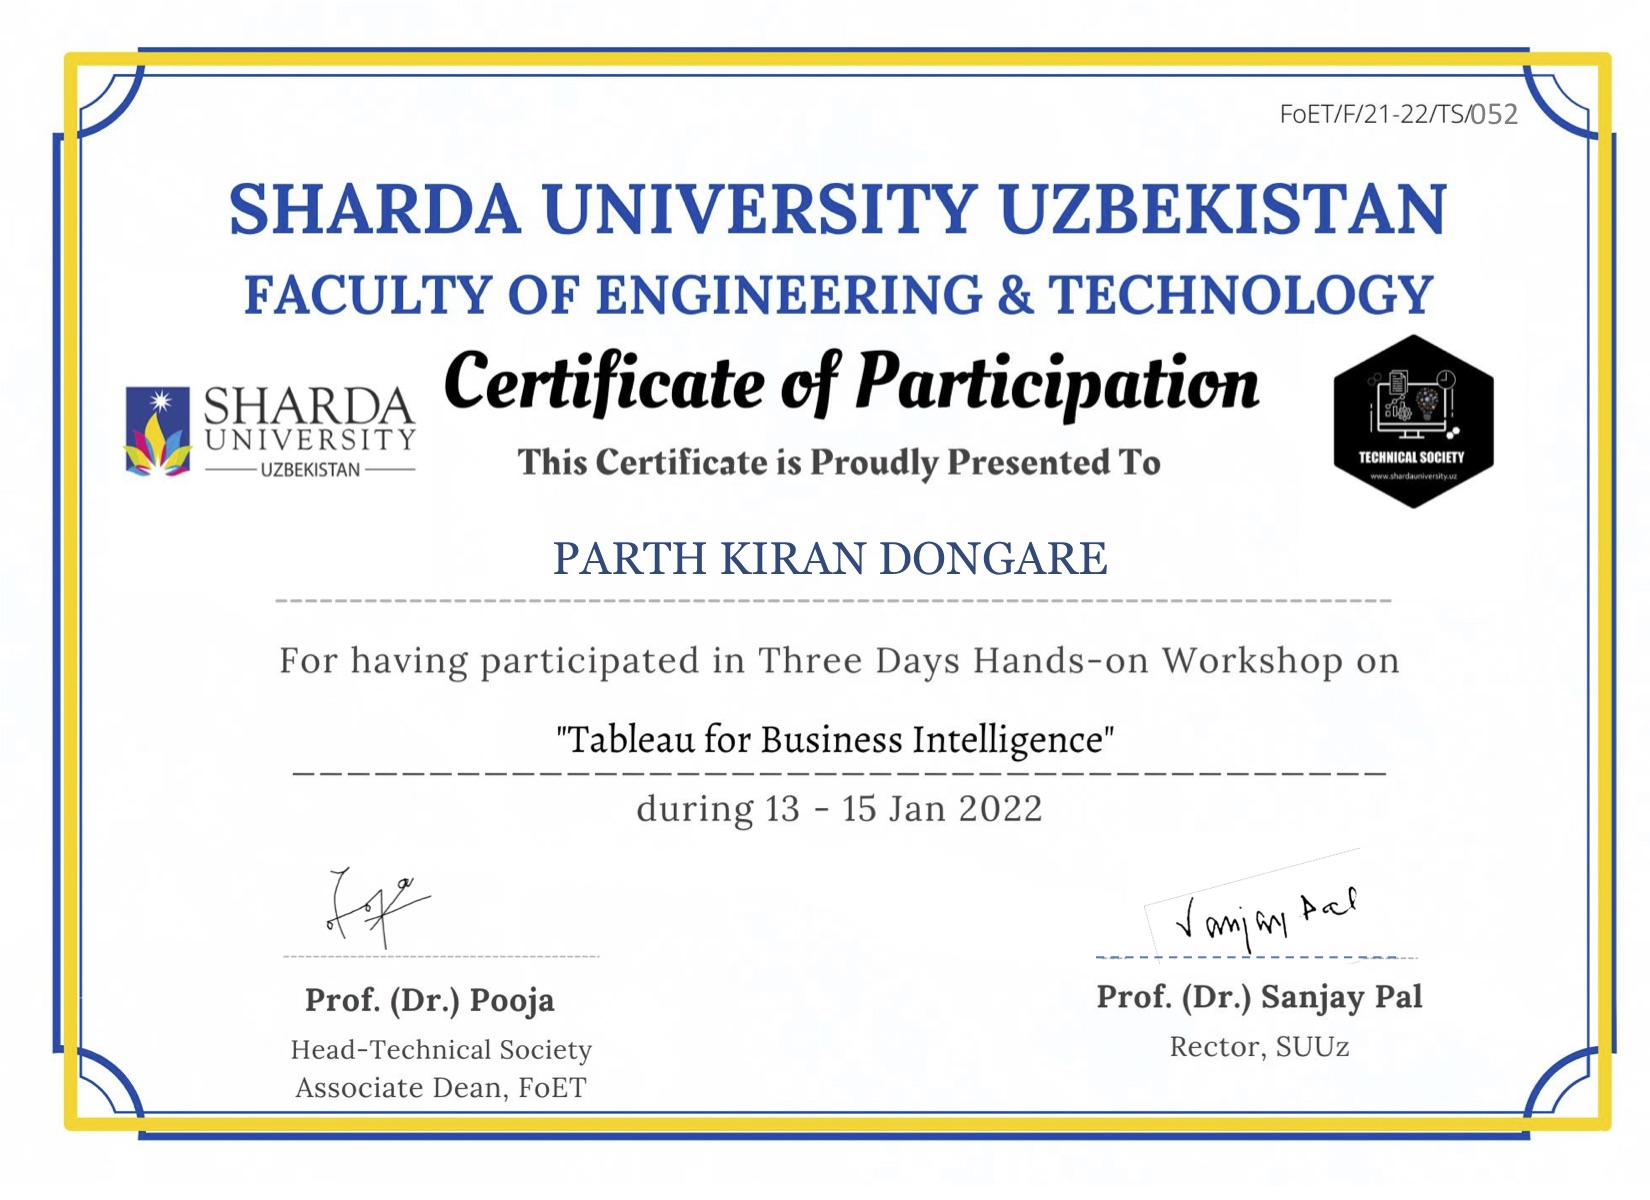 FoET/F/21-22/TS/052
SHARDA UNIVERSITY UZBEKISTAN
FACULTY OF ENGINEERING & TECHNOLOGY
Certificate of Participation
SHARDA
UNIVERSITY
UZBEKISTAN
This Certificate is Proudly Presented To
TECHNICAL SOCIETY
www.shardauniversity.uz
PARTH KIRAN DONGARE
For having participated in Three Days Hands-on Workshop on
"Tableau for Business Intelligence"
during 13 - 15 Jan 2022
Sanjay Pal
Prof. (Dr.) Pooja
Head-Technical Society
Associate Dean, FoET
Prof. (Dr.) Sanjay Pal
Rector, SUUz